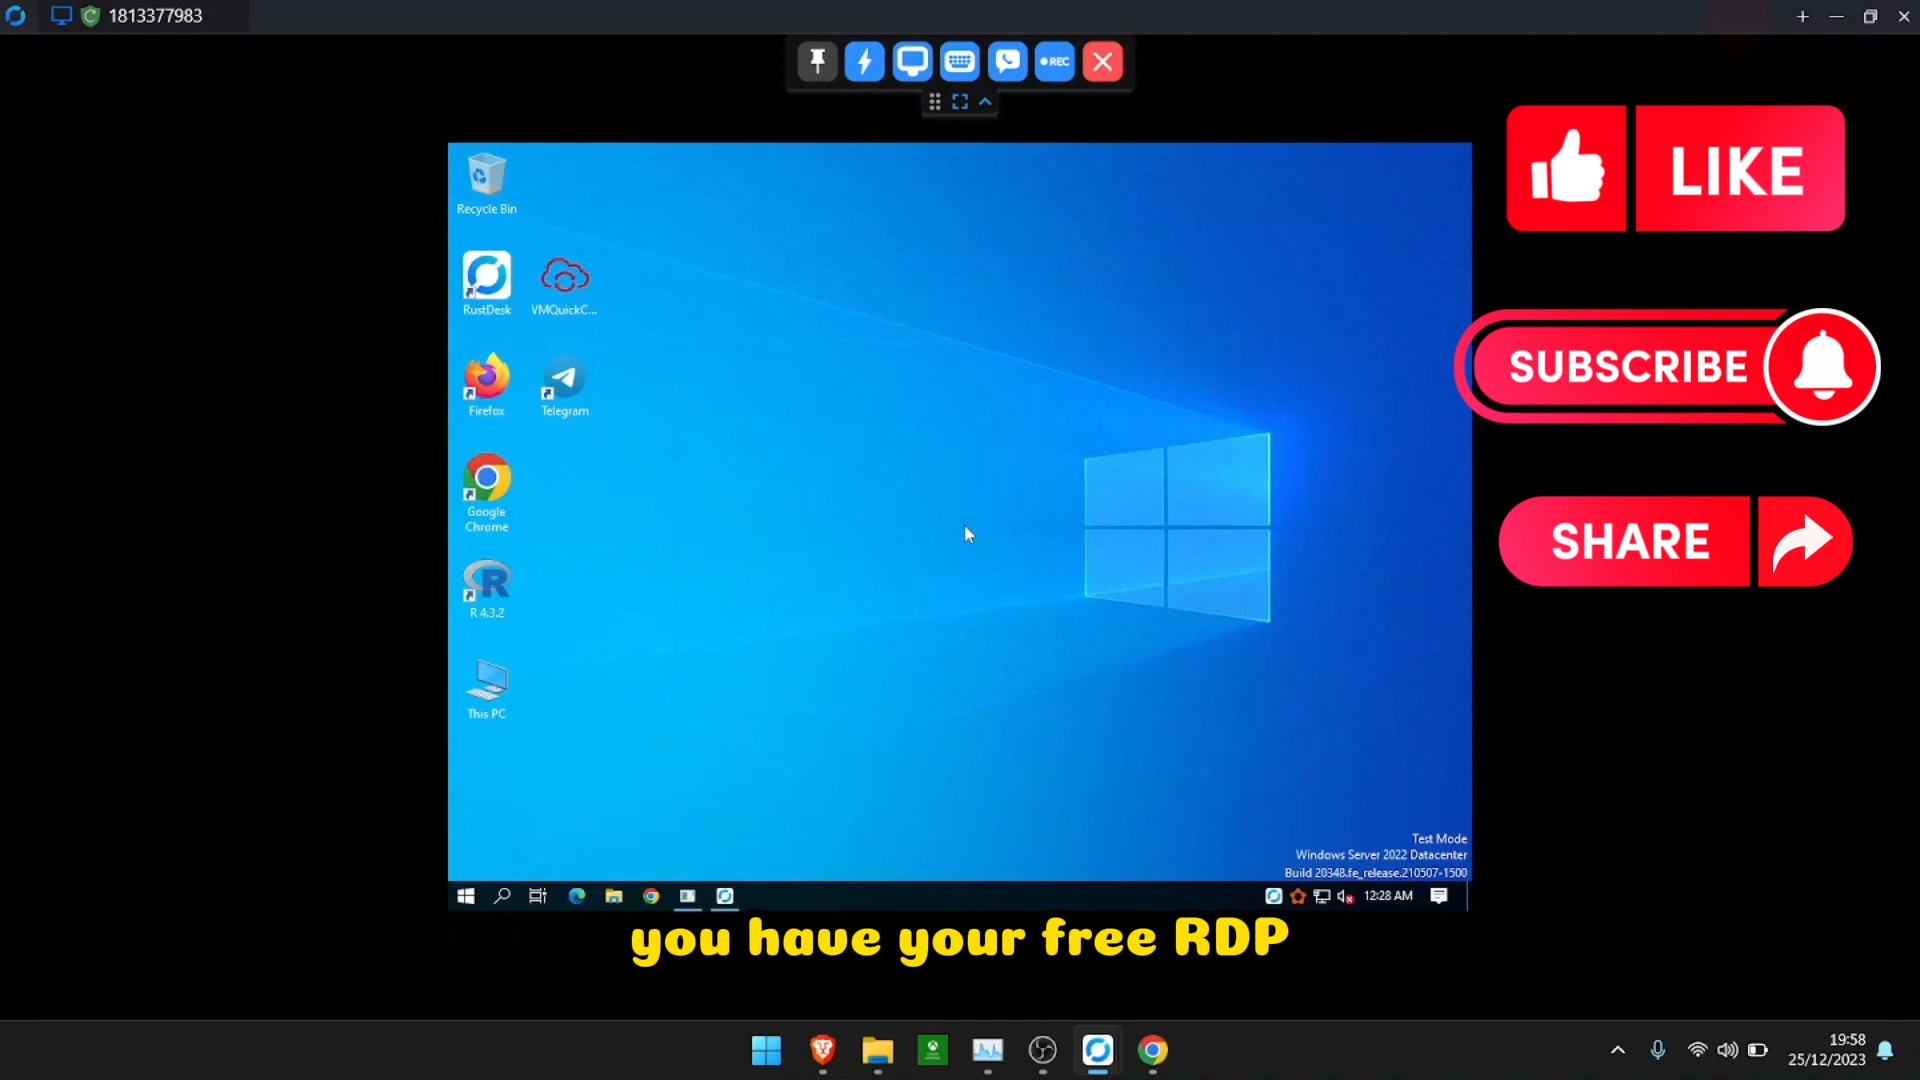 1813377983
REC
Recycle Bin
LIKE
RustDesk
VMQuickC...
SUBSCRIBE
Firefox
Telegram
Google
Chrome
SHARE
R 4.3.2
This PC
Test Mode
Windows Server 2022 Datacenter
Build 20348.fe_release.210507-1500
12:28 AM
you have your free RDP
19:58
25/12/2023